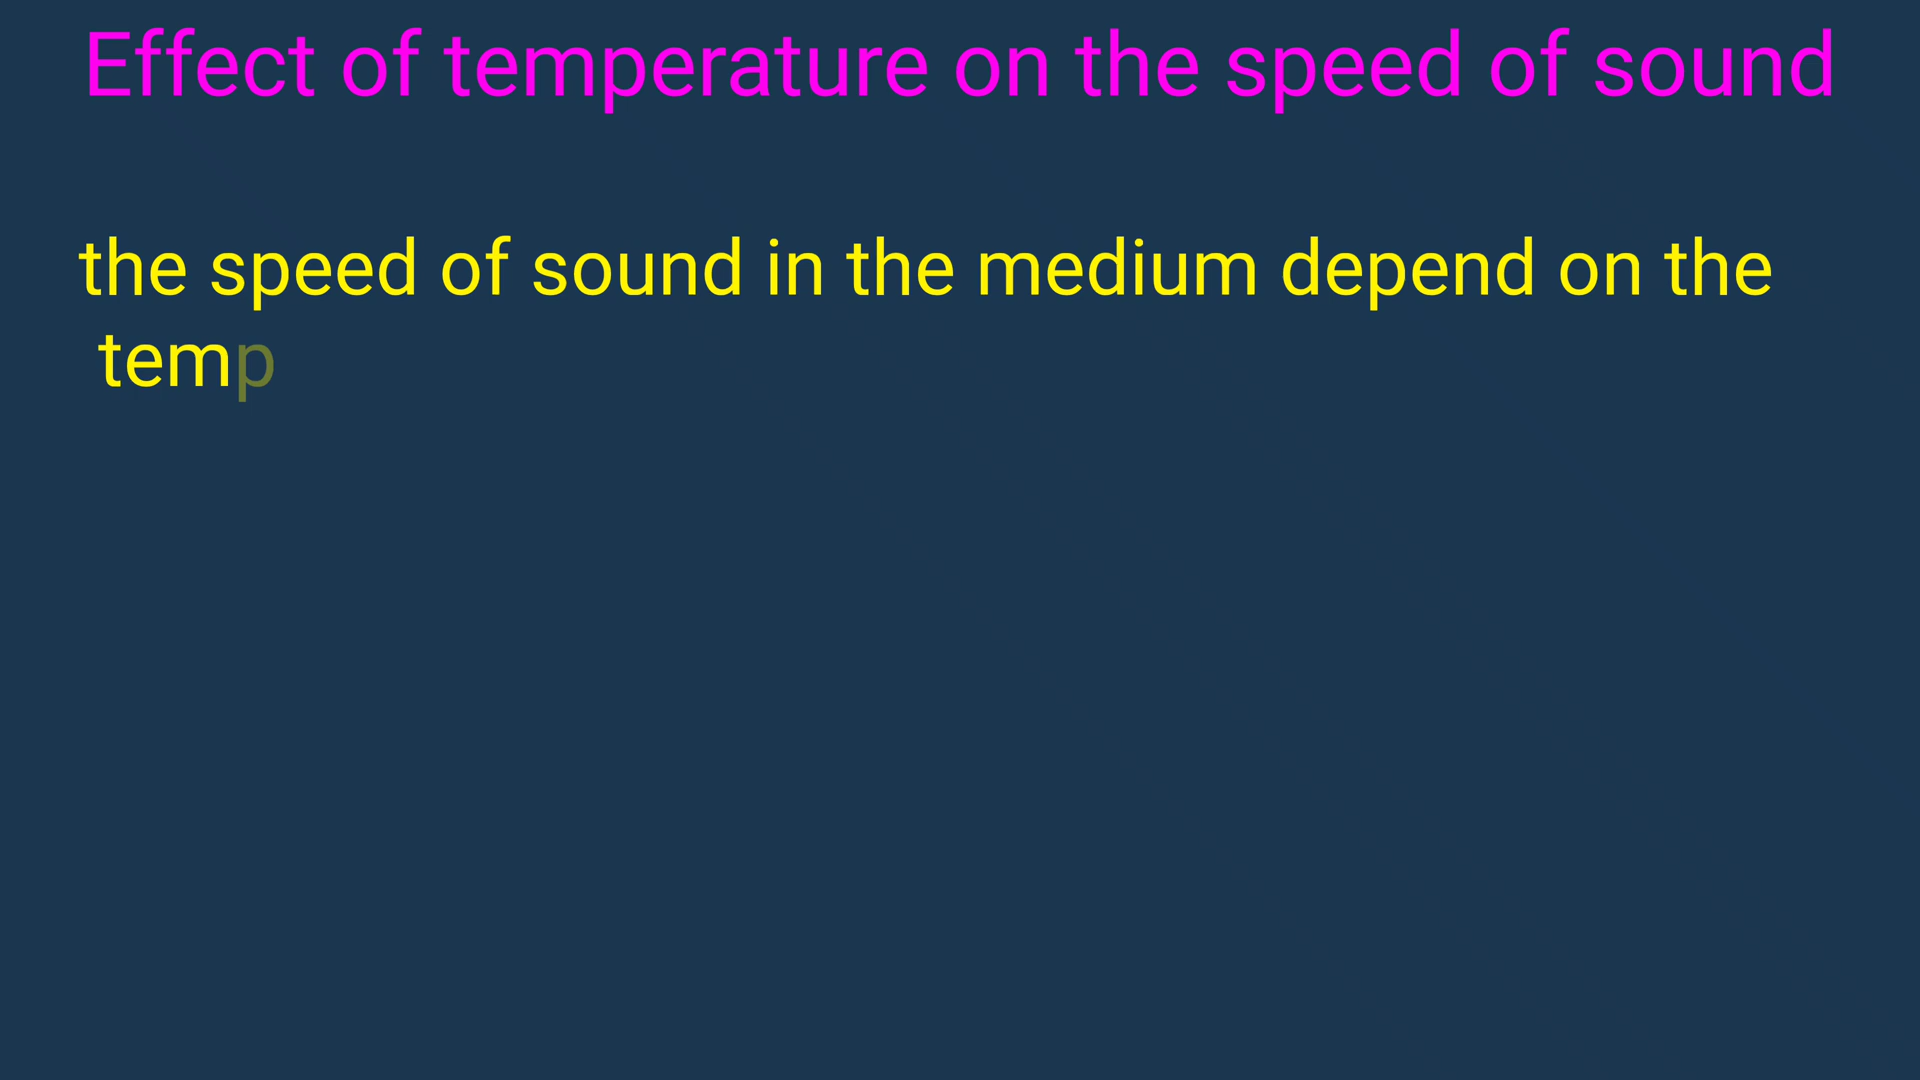 Effect of temperature on the speed of sound
the speed of sound in the medium depend on the
temp